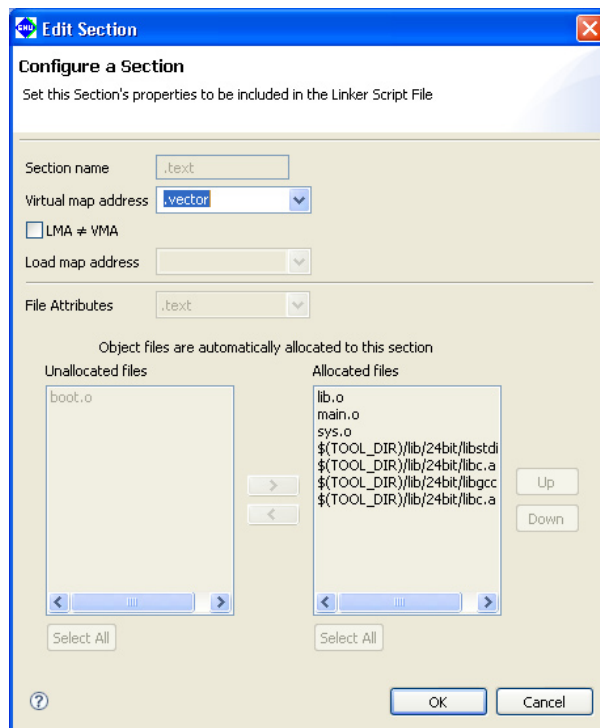 GNU Edit Section
Configure a Section
Set this Section's properties to be included in the Linker Script File
Section name .text
Virtual map address .vector
LMA ≠ VMA
Load map address
File Attributes .text
Object files are automatically allocated to this section
Unallocated files Allocated files
boot.o
lib.o
main.o
sys.o
$(TOOL_DIR)/lib/24bit/libstdi
$(TOOL_DIR)/lib/24bit/libc.a
$(TOOL_DIR)/lib/24bit/libgcc
$(TOOL_DIR)/lib/24bit/libc.a
> Up
< Down
Select All Select All
? OK Cancel